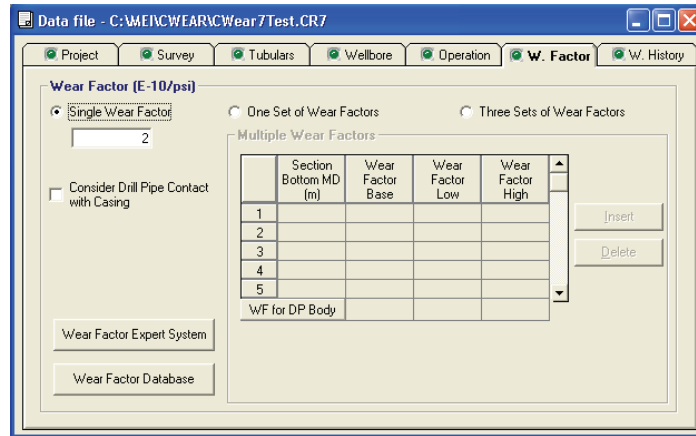 Data file - C:\MEI\CWEAR\CWear7Test.CR7
Project Survey Tubulars Wellbore Operation W. Factor W. History
Wear Factor (E-10/psi)
Single Wear Factor One Set of Wear Factors Three Sets of Wear Factors
2
Multiple Wear Factors
Consider Drill Pipe Contact
with Casing
Section Wear Wear Wear
Bottom MD Factor Factor Factor
(m) Base Low High
1
2
3
4
5
WF for DP Body
Insert
Delete
Wear Factor Expert System
Wear Factor Database